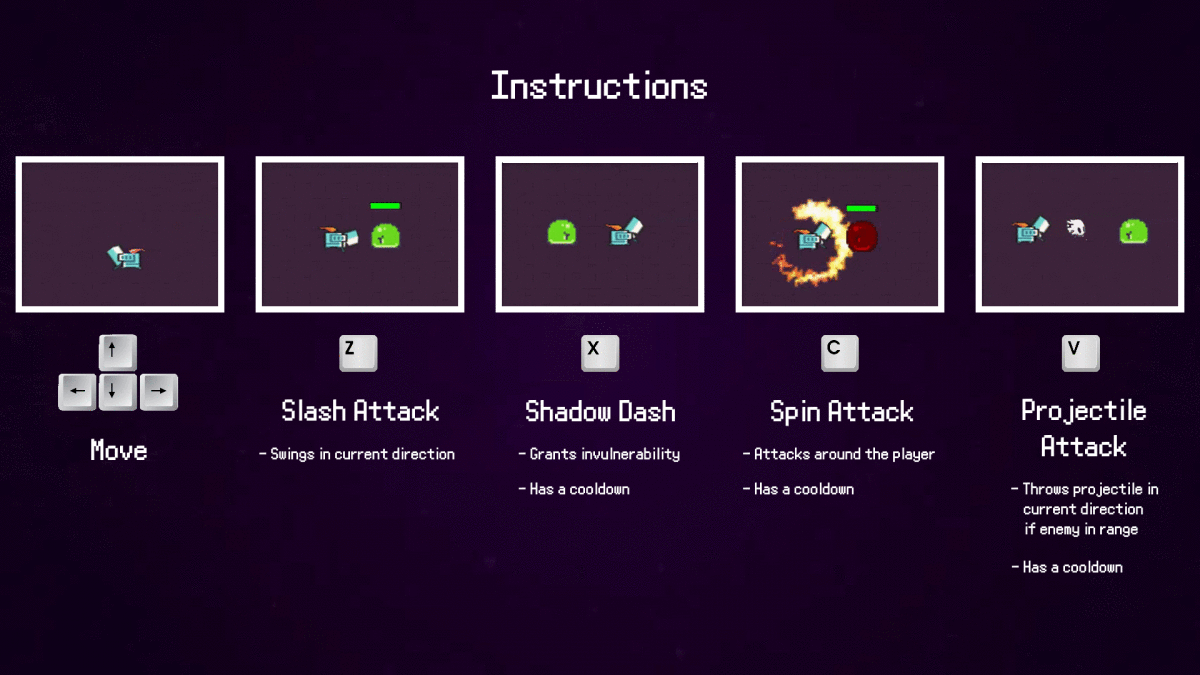 Instructions
↑
← ↓ →
Move
Z
Slash Attack
- Swings in current direction
X
Shadow Dash
- Grants invulnerability
- Has a cooldown
C
Spin Attack
- Attacks around the player
- Has a cooldown
V
Projectile
Attack
- Throws projectile in
current direction
if enemy in range
- Has a cooldown